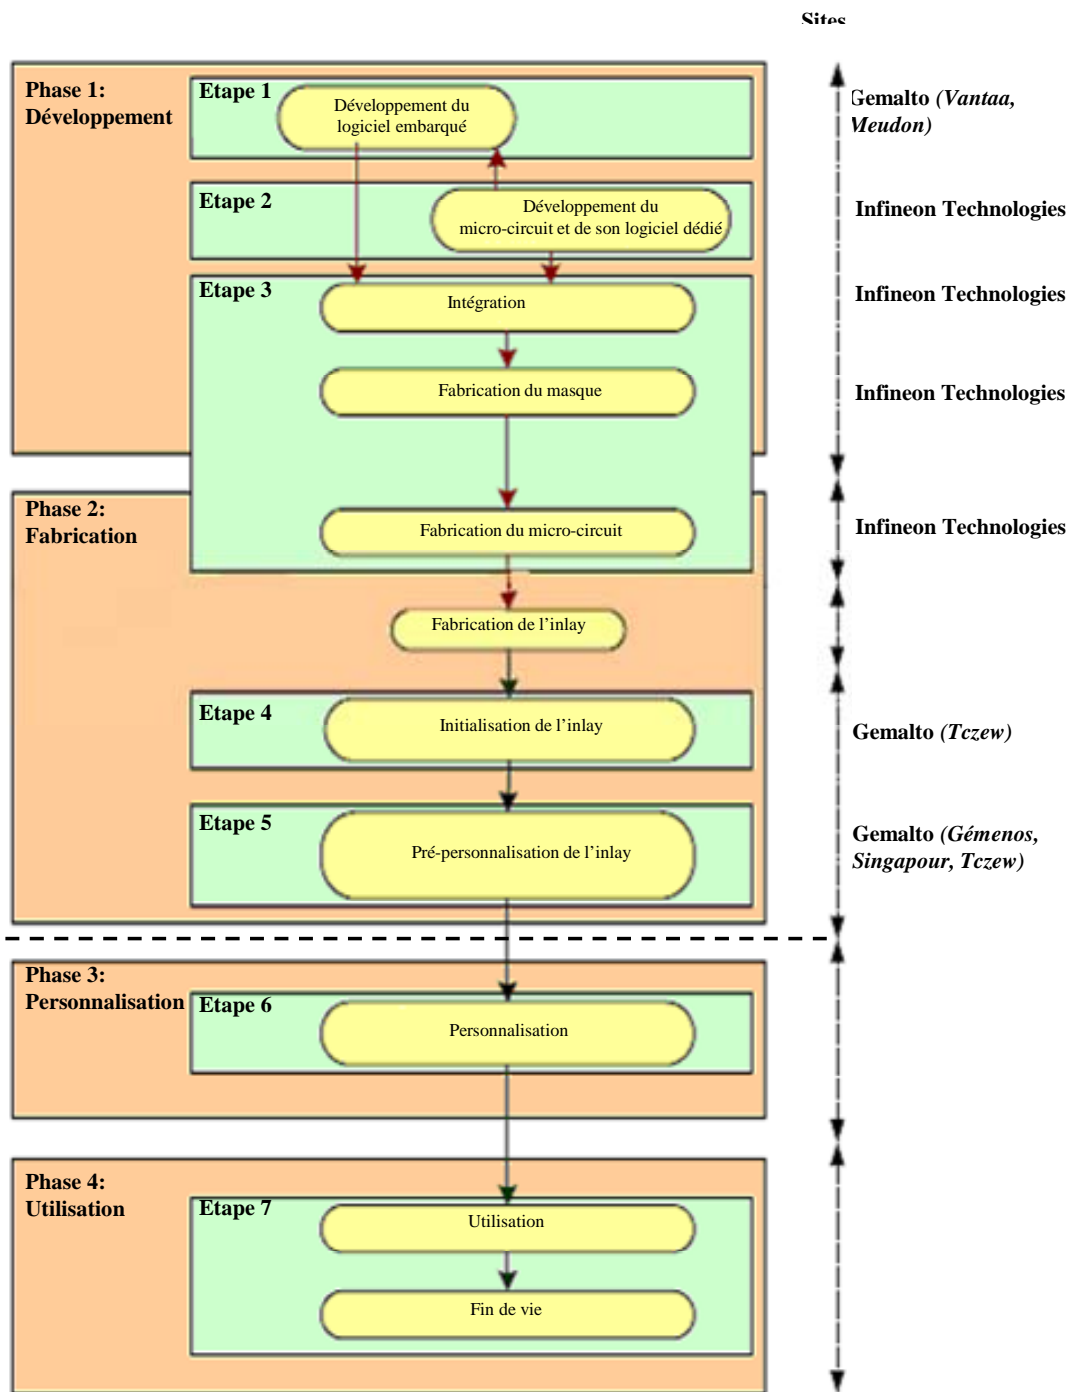 Sites
Phase 1:
Développement
Etape 1
Développement du
logiciel embarqué
Gemalto (Vantaa,
Meudon)
Etape 2
Développement du
micro-circuit et de son logiciel dédié
Infineon Technologies
Etape 3
Intégration
Infineon Technologies
Fabrication du masque
Infineon Technologies
Phase 2:
Fabrication
Fabrication du micro-circuit
Infineon Technologies
Fabrication de l'inlay
Etape 4
Initialisation de l'inlay
Gemalto (Tczew)
Etape 5
Pré-personnalisation de l'inlay
Gemalto (Gémenos,
Singapour, Tczew)
Phase 3:
Personnalisation
Etape 6
Personnalisation
Phase 4:
Utilisation
Etape 7
Utilisation
Fin de vie